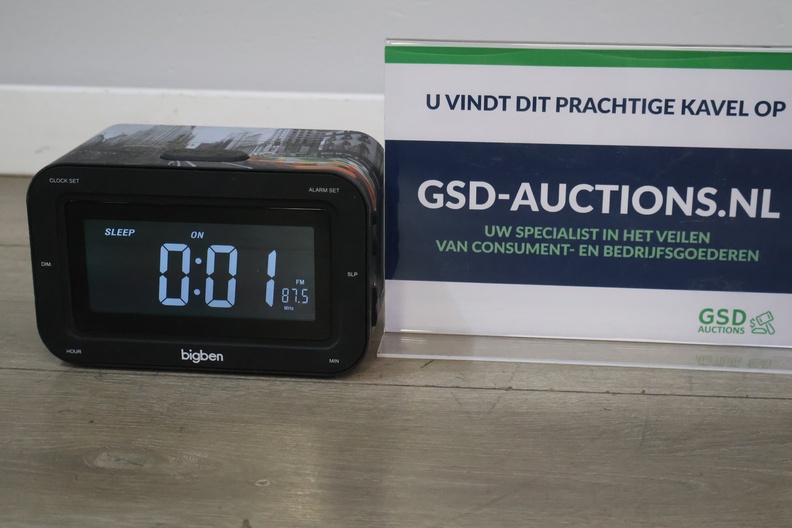 CLOCK SET
ALARM SET
SLEEP
ON
DIM
0:01
FM
87.5
MHz
SLP
HOUR
bigben
MIN
U VINDT DIT PRACHTIGE KAVEL OP
GSD-AUCTIONS.NL
UW SPECIALIST IN HET VEILEN
VAN CONSUMENT- EN BEDRIJFSGOEDEREN
GSD
AUCTIONS